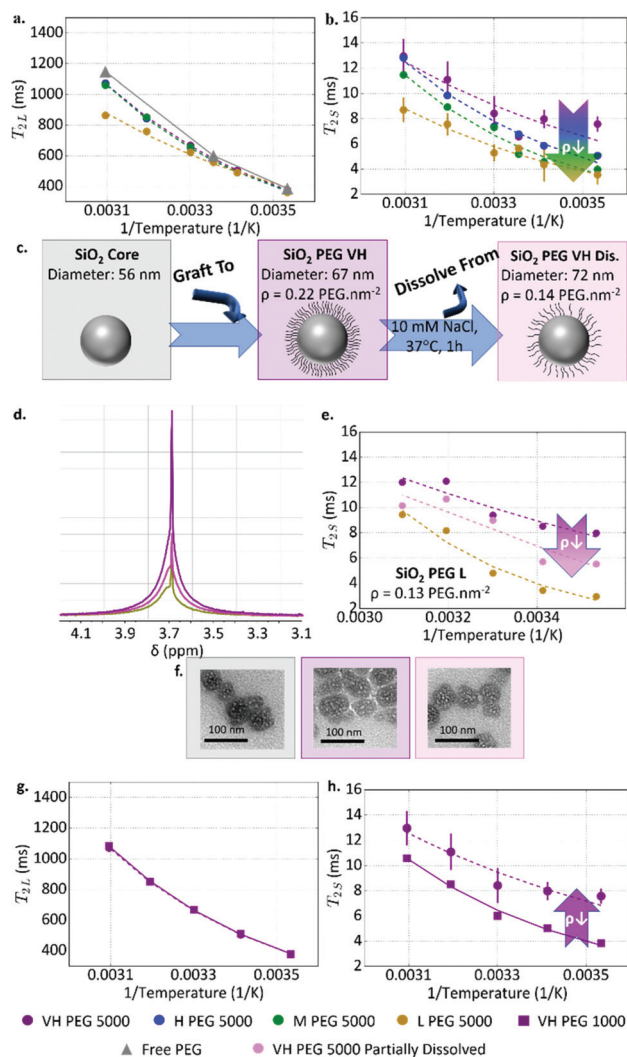 a.
1400
1200
1000
800
600
400
T2L (ms)
0.0031
0.0033
0.0035
1/Temperature (1/K)
b.
16
14
12
10
8
6
4
2
0
T2S (ms)
ρ↓
0.0031
0.0033
0.0035
1/Temperature (1/K)
c.
SiO2 Core
Diameter: 56 nm
Graft To
SiO2 PEG VH
Diameter: 67 nm
ρ = 0.22 PEG.nm-2
Dissolve From
10 mM NaCl,
37°C, 1h
SiO2 PEG VH Dis.
Diameter: 72 nm
ρ = 0.14 PEG.nm-2
d.
4.1
3.9
3.7
3.5
3.3
3.1
δ (ppm)
e.
16
14
12
10
8
6
4
2
0
T2S (ms)
ρ↓
SiO2 PEG L
ρ = 0.13 PEG.nm-2
0.0030
0.0032
0.0034
1/Temperature (1/K)
f.
100 nm
100 nm
100 nm
g.
1400
1200
1000
800
600
400
T2L (ms)
0.0031
0.0033
0.0035
1/Temperature (1/K)
h.
16
14
12
10
8
6
4
2
0
T2S (ms)
ρ↓
0.0031
0.0033
0.0035
1/Temperature (1/K)
VH PEG 5000
H PEG 5000
M PEG 5000
L PEG 5000
VH PEG 1000
Free PEG
VH PEG 5000 Partially Dissolved